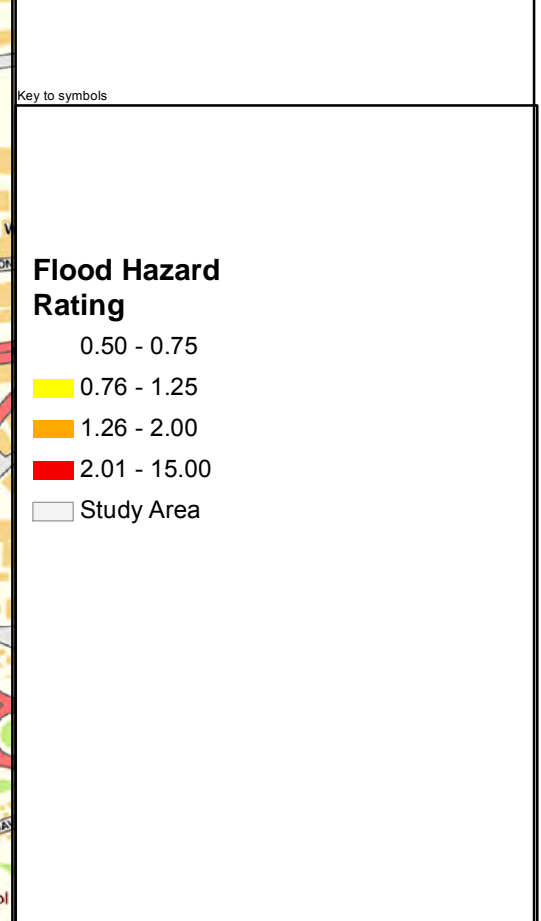 Key to symbols
Flood Hazard
Rating
0.50 - 0.75
0.76 - 1.25
1.26 - 2.00
2.01 - 15.00
Study Area